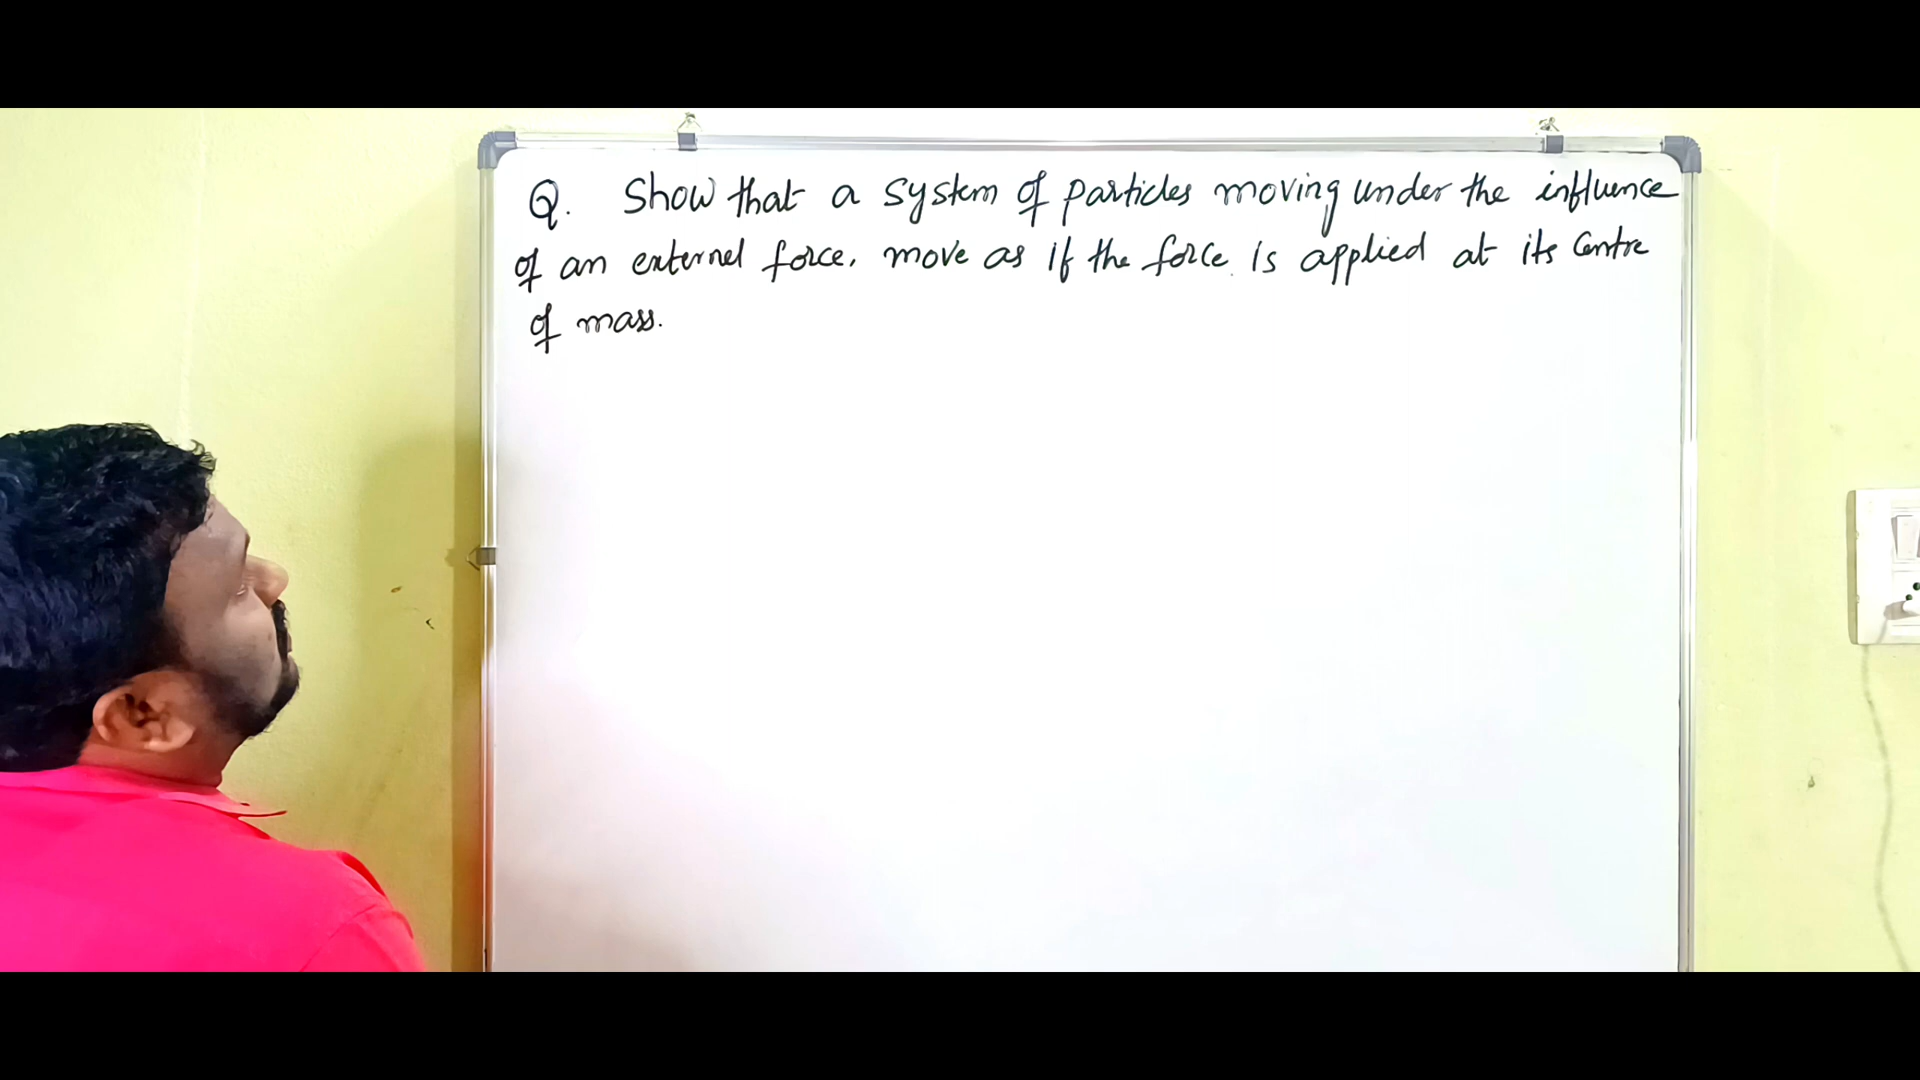 Q. Show that a system of particles moving under the influence
of an external force, move as if the force is applied at its Centre
of mass.